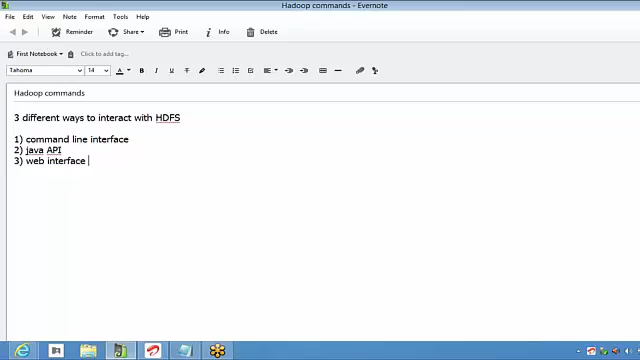 Hadoop commands - Evernote
File Edit View Note Format Tools Help
Reminder Share Print Info Delete
First Notebook Click to add tag...
Tahoma 14 A B I U T
Hadoop commands
3 different ways to interact with HDFS
1) command line interface
2) java API
3) web interface